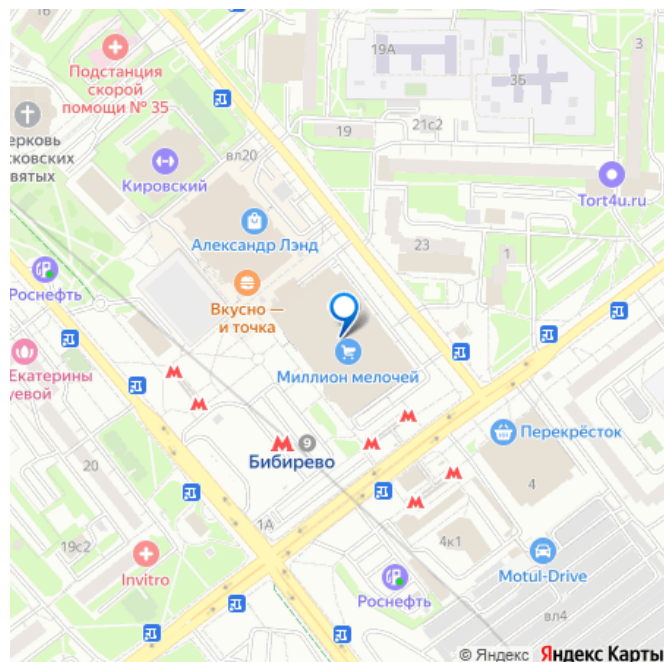 19А
3
3Б
Подстанция
скорой
помощи № 35
21с2
19
ерковь
сковских
вятых
вл20
Кировский
Tort4u.ru
Александр Лэнд
23
1
Роснефть
Вкусно —
и точка
Екатерины
уевой
Миллион мелочей
Перекрёсток
9
Бибирево
20
4
1А
19с2
4к1
Invitro
Motul-Drive
Роснефть
вл4
© Яндекс Яндекс Карты